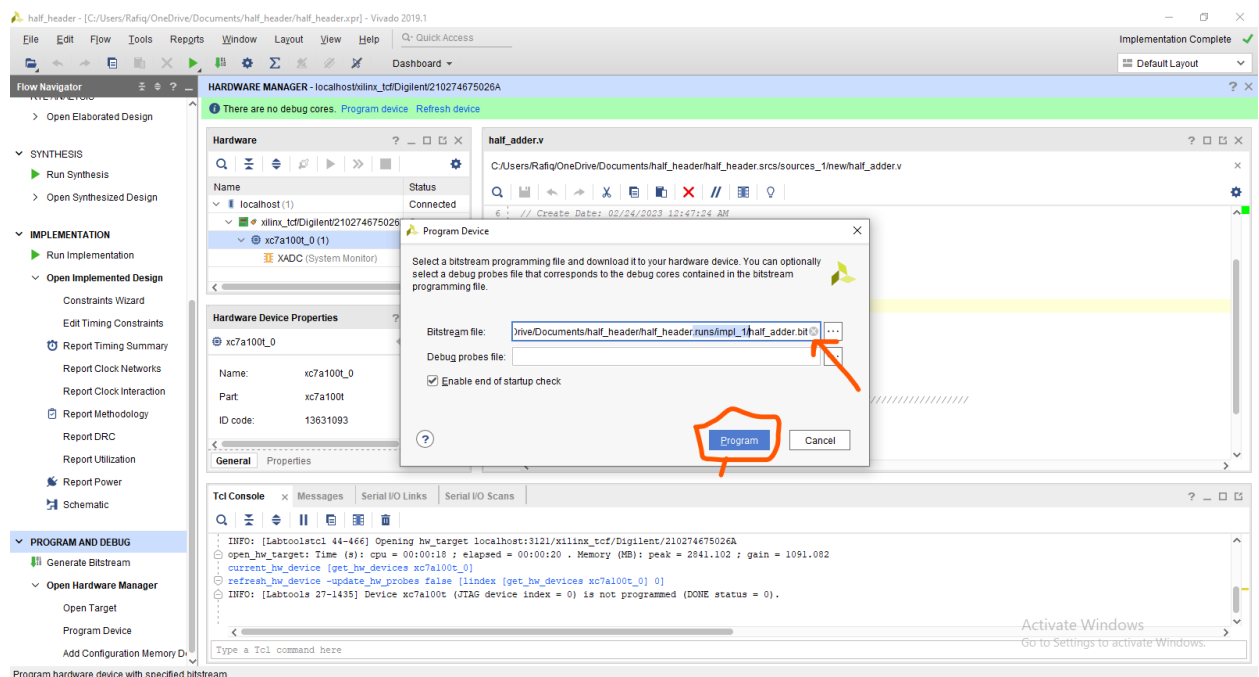 half_header - [C:/Users/Rafiq/OneDrive/Documents/half_header/half_header.xpr] - Vivado 2019.1
File Edit Flow Tools Reports Window Layout View Help Q- Quick Access
Implementation Complete
Dashboard
Default Layout
Flow Navigator
Open Elaborated Design
SYNTHESIS
Run Synthesis
Open Synthesized Design
IMPLEMENTATION
Run Implementation
Open Implemented Design
Constraints Wizard
Edit Timing Constraints
Report Timing Summary
Report Clock Networks
Report Clock Interaction
Report Methodology
Report DRC
Report Utilization
Report Power
Schematic
PROGRAM AND DEBUG
Generate Bitstream
Open Hardware Manager
Open Target
Program Device
Add Configuration Memory De
HARDWARE MANAGER - localhost/xilinx_tcf/Digilent/210274675026A
There are no debug cores. Program device Refresh device
Hardware
Name Status
localhost (1) Connected
xilinx_tcf/Digilent/210274675026
xc7a100t_0 (1)
XADC (System Monitor)
Hardware Device Properties
xc7a100t_0
Name: xc7a100t_0
Part: xc7a100t
ID code: 13631093
General Properties
half_adder.v
C:/Users/Rafiq/OneDrive/Documents/half_header/half_header.srcs/sources_1/new/half_adder.v
6 // Create Date: 02/24/2023 12:47:24 AM
///////////////////
Program Device
Select a bitstream programming file and download it to your hardware device. You can optionally
select a debug probes file that corresponds to the debug cores contained in the bitstream
programming file.
Bitstream file: Drive/Documents/half_header/half_header.runs/impl_1/half_adder.bit
Debug probes file:
Enable end of startup check
Program Cancel
Tcl Console Messages Serial I/O Links Serial I/O Scans
INFO: [Labtoolstcl 44-466] Opening hw_target localhost:3121/xilinx_tcf/Digilent/210274675026A
open_hw_target: Time (s): cpu = 00:00:18 ; elapsed = 00:00:20 . Memory (MB): peak = 2841.102 ; gain = 1091.082
current_hw_device [get_hw_devices xc7a100t_0]
refresh_hw_device -update_hw_probes false [lindex [get_hw_devices xc7a100t_0] 0]
INFO: [Labtools 27-1435] Device xc7a100t (JTAG device index = 0) is not programmed (DONE status = 0).
Type a Tcl command here
Activate Windows
Go to Settings to activate Windows.
Program hardware device with specified bitstream